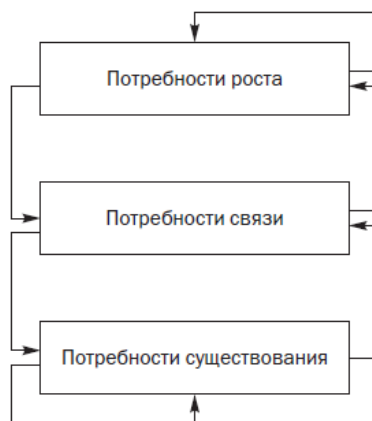 Потребности роста
Потребности связи
Потребности существования